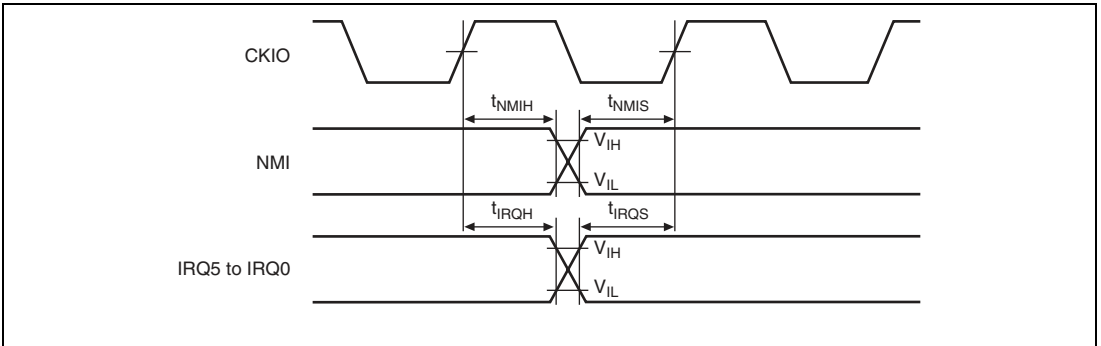 CKIO
tNMIH tNMIS
VIH
NMI
VIL
tIRQH tIRQS
VIH
IRQ5 to IRQ0
VIL